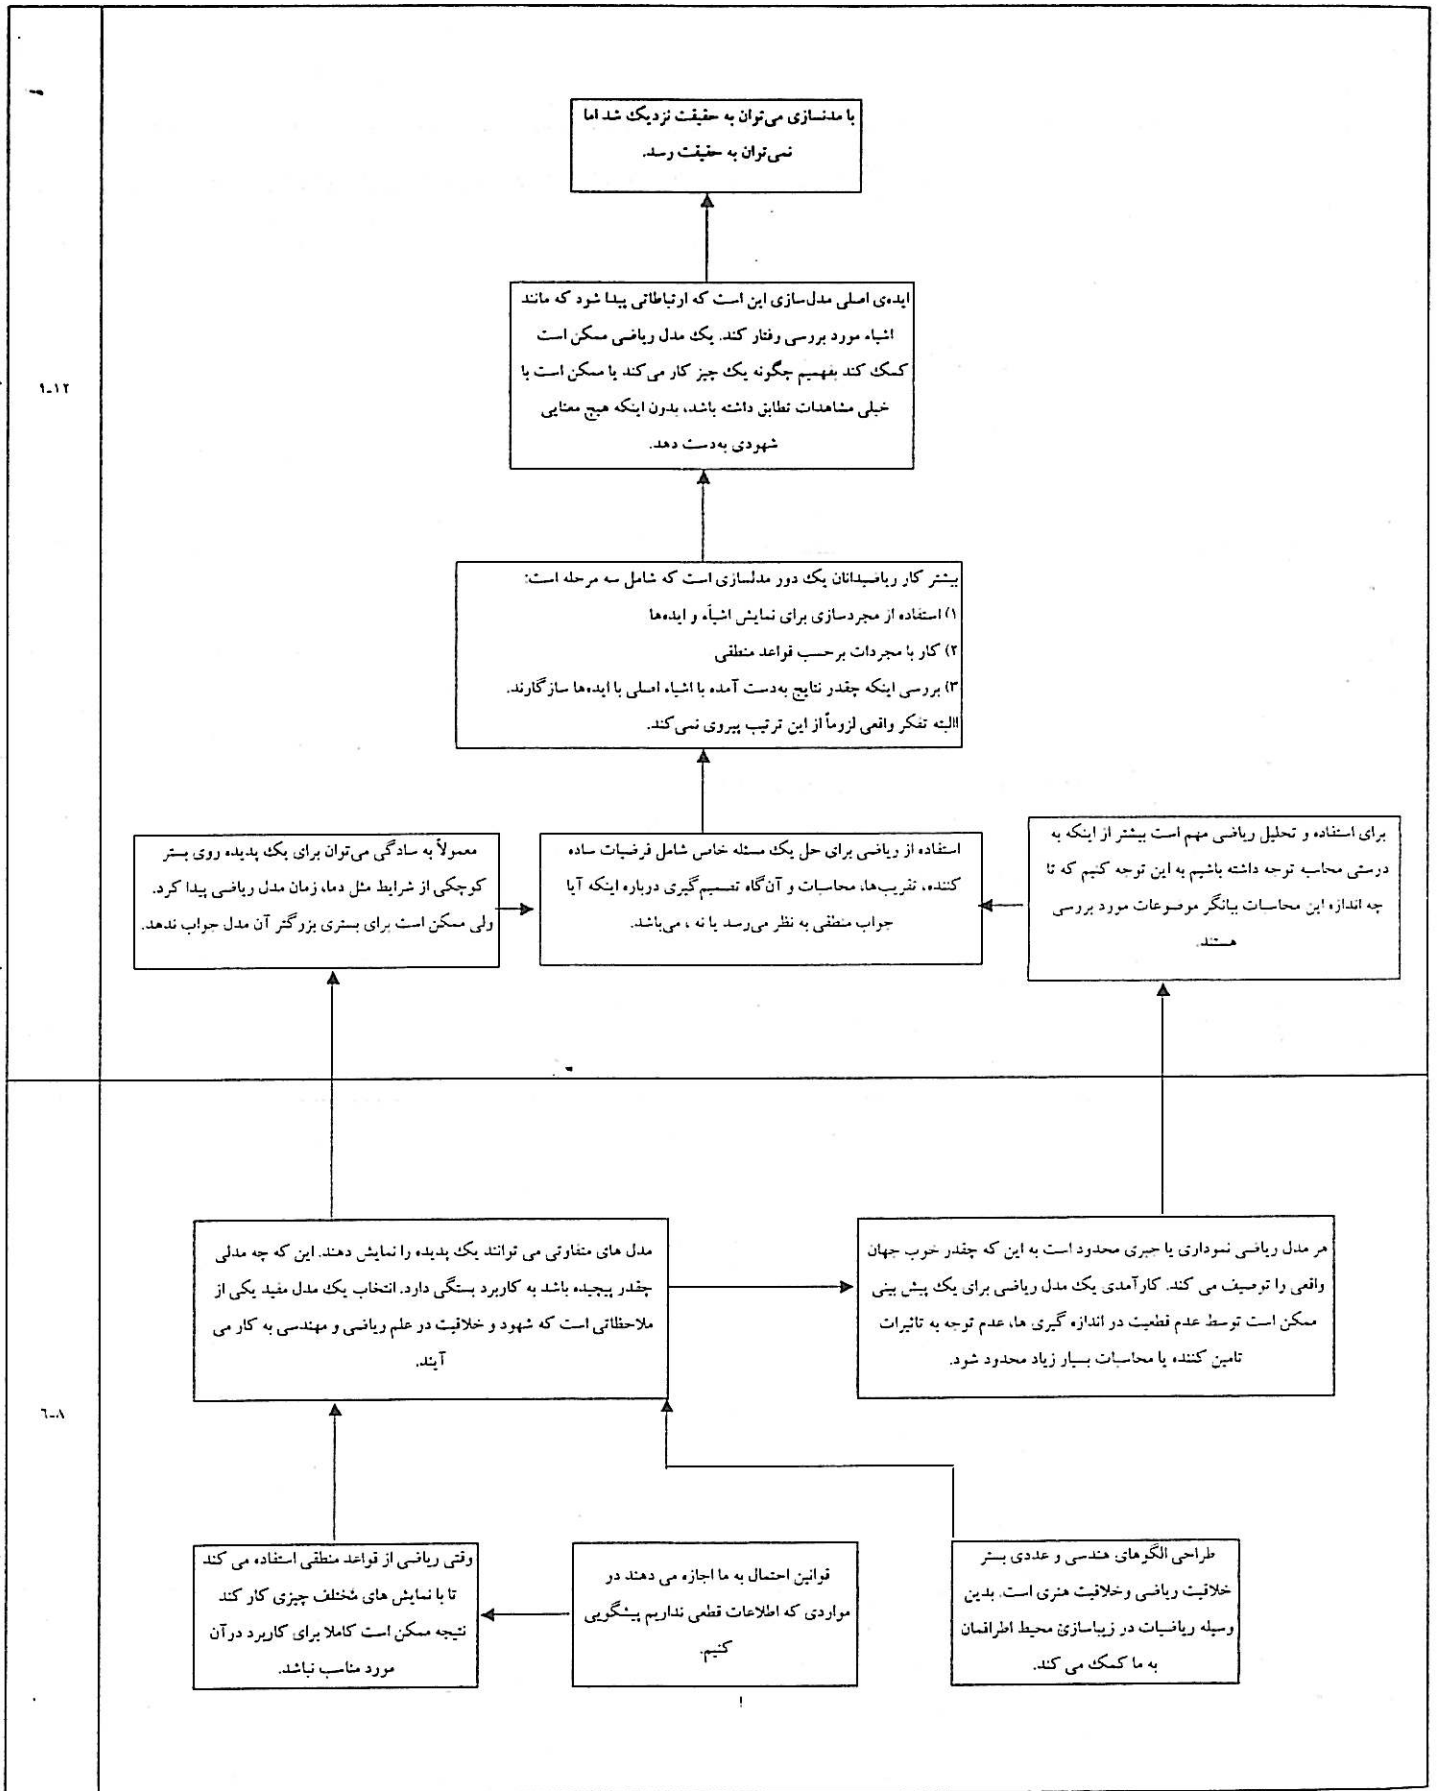 با مدلسازی می‌توان به حقیقت نزدیک شد اما
نمی‌توان به حقیقت رسد.
ایده‌ی اصلی مدل‌سازی این است که ارتباطاتی پیدا شود که مانند
اشیاء مورد بررسی رفتار کند. یک مدل ریاضی ممکن است
کمک کند بفهمیم چگونه یک چیز کار می‌کند یا ممکن است با
خیلی مشاهدات تطابق داشته باشد، بدون اینکه هیچ معنایی
شهودی به‌دست دهد.
۹-۱۲
بیشتر کار ریاضیدانان یک دور مدلسازی است که شامل سه مرحله است:
۱) استفاده از مجردسازی برای نمایش اشیاء و ایده‌ها
۲) کار با مجردات برحسب قواعد منطقی
۳) بررسی اینکه چقدر نتایج به‌دست آمده با اشیاء اصلی با ایده‌ها سازگارند.
البته تفکر واقعی لزوماً از این ترتیب پیروی نمی‌کند.
برای استفاده و تحلیل ریاضی مهم است بیشتر از اینکه به
درستی محاسبه توجه داشته باشیم به این توجه کنیم که تا
چه اندازه این محاسبات بیانگر موضوعات مورد بررسی
هستند.
استفاده از ریاضی برای حل یک مسئله خاص شامل فرضیات ساده
کننده، تقریب‌ها، محاسبات و آن‌گاه تصمیم‌گیری درباره اینکه آیا
جواب منطقی به نظر می‌رسد یا نه ، می‌باشد.
معمولاً به سادگی می‌توان برای یک پدیده روی بستر
کوچکی از شرایط مثل دما، زمان مدل ریاضی پیدا کرد.
ولی ممکن است برای بستری بزرگتر آن مدل جواب ندهد.
هر مدل ریاضی نموداری یا جبری محدود است به این که چقدر خوب جهان
واقعی را توصیف می کند. کارآمدی یک مدل ریاضی برای یک پیش بینی
ممکن است توسط عدم قطعیت در اندازه گیری ها، عدم توجه به تاثیرات
تامین کننده یا محاسبات بسیار زیاد محدود شود.
مدل های متفاوتی می توانند یک پدیده را نمایش دهند. این که چه مدلی
چقدر پیچیده باشد به کاربرد بستگی دارد. انتخاب یک مدل مفید یکی از
ملاحظاتی است که شهود و خلاقیت در علم ریاضی و مهندسی به کار می
آیند.
۶-۸
طراحی الگوهای هندسی و عددی بستر
خلاقیت ریاضی وخلاقیت هنری است. بدین
وسیله ریاضیات در زیباسازی محیط اطرافمان
به ما کمک می کند.
قوانین احتمال به ما اجازه می دهند در
مواردی که اطلاعات قطعی نداریم پیشگویی
کنیم.
وقتی ریاضی از قواعد منطقی استفاده می کند
تا با نمایش های مختلف چیزی کار کند
نتیجه ممکن است کاملا برای کاربرد درآن
مورد مناسب نباشد.